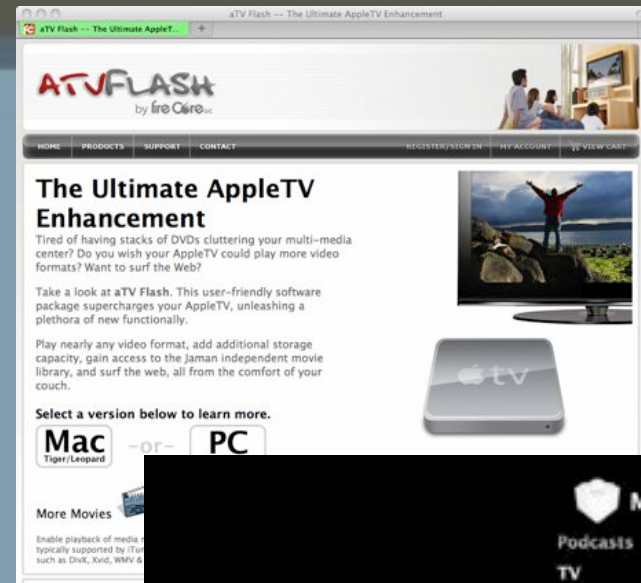 aTV Flash -- The Ultimate AppleTV Enhancement
aTV Flash -- The Ultimate AppleT...
ATVFLASH
by fireCore LLC
HOME PRODUCTS SUPPORT CONTACT REGISTER/SIGN IN MY ACCOUNT VIEW CART
The Ultimate AppleTV
Enhancement
Tired of having stacks of DVDs cluttering your multi-media
center? Do you wish your AppleTV could play more video
formats? Want to surf the Web?
Take a look at aTV Flash. This user-friendly software
package supercharges your AppleTV, unleashing a
plethora of new functionally.
Play nearly any video format, add additional storage
capacity, gain access to the Jaman independent movie
library, and surf the web, all from the comfort of your
couch.
tv
Select a version below to learn more.
Mac
Tiger/Leopard
-or-
PC
More Movies
Enable playback of media
typically supported by
such as DivX, Xvid, WMV &
M
Podcasts
TV